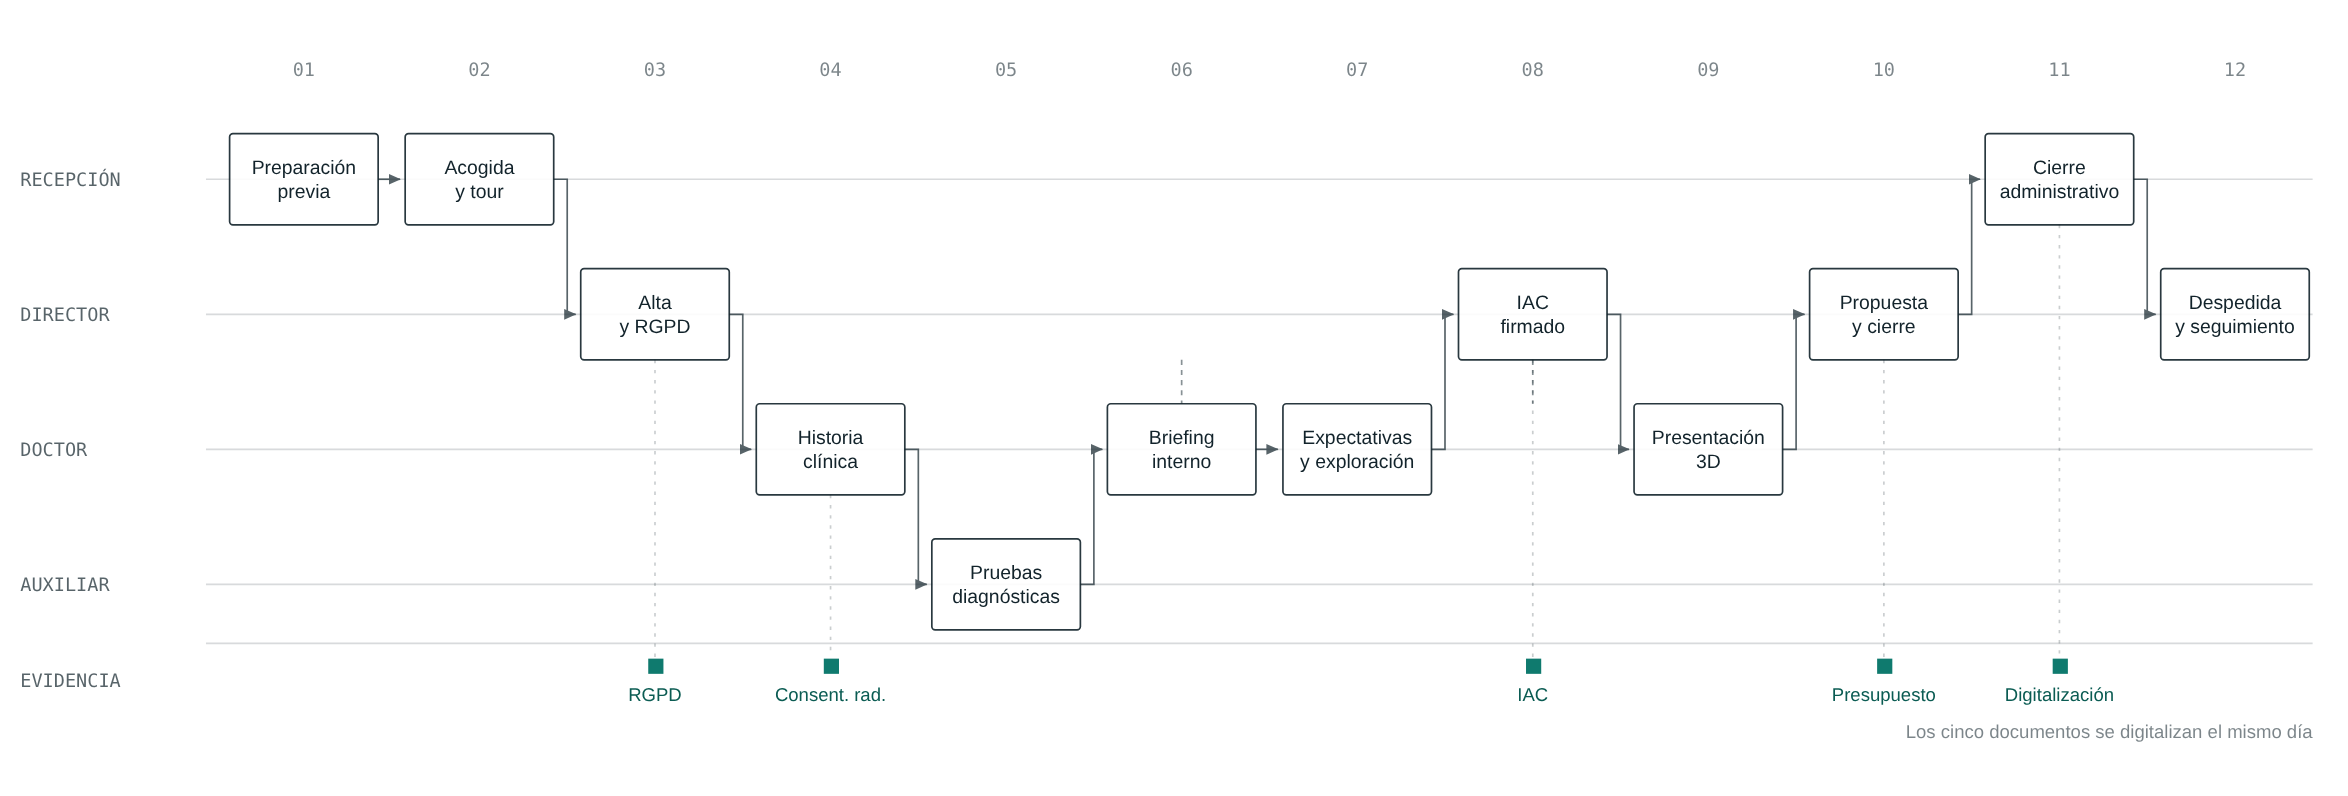 01 02 03 04 05 06 07 08 09 10 11 12
RECEPCIÓN
Preparación
previa
Acogida
y tour
Cierre
administrativo
DIRECTOR
Alta
y RGPD
IAC
firmado
Propuesta
y cierre
Despedida
y seguimiento
DOCTOR
Historia
clínica
Briefing
interno
Expectativas
y exploración
Presentación
3D
AUXILIAR
Pruebas
diagnósticas
EVIDENCIA
RGPD
Consent. rad.
IAC
Presupuesto
Digitalización
Los cinco documentos se digitalizan el mismo día